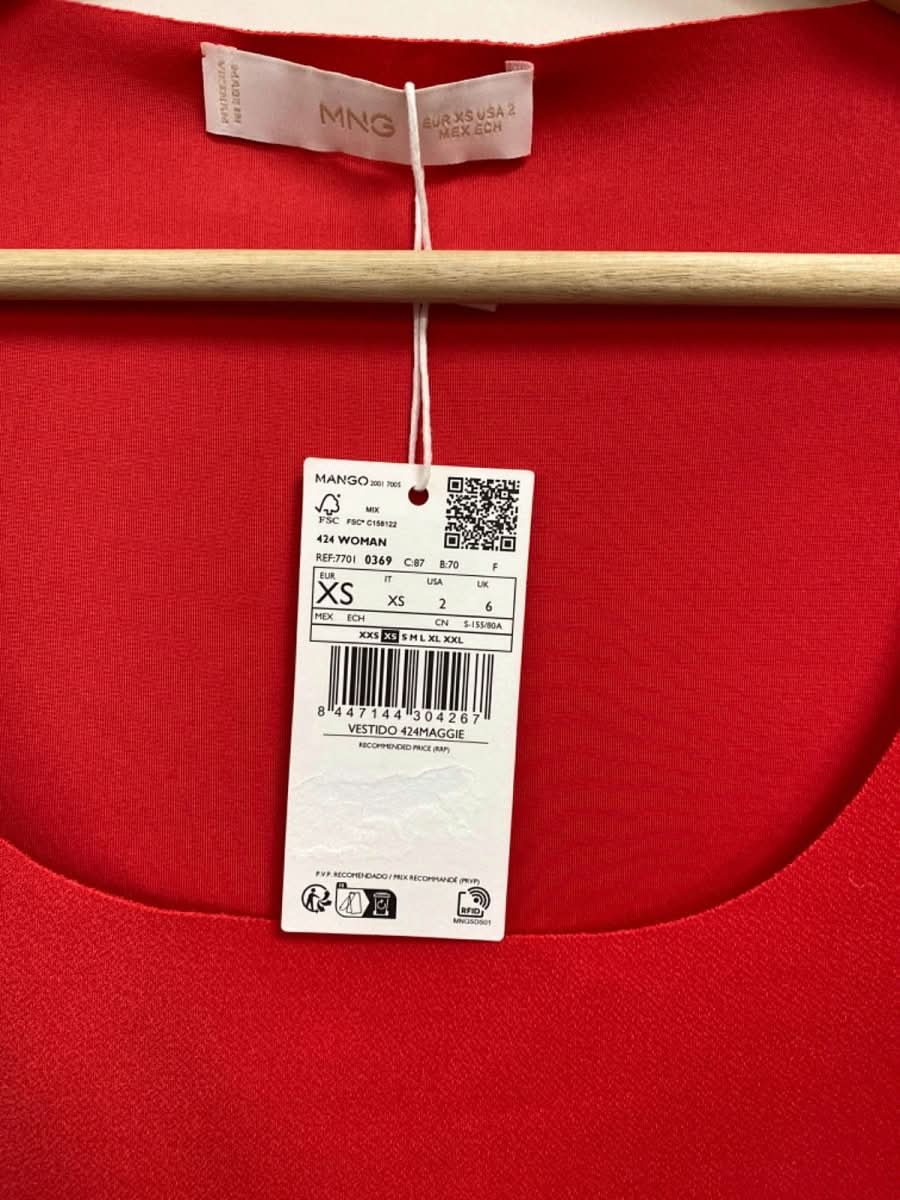 MADE IN
MNG
EUR XS USA 2
MEX ECH
MANGO 2001 7005
MIX
FSC
FSC® C158122
424 WOMAN
REF:7701 0369 C:87 B:70 F
EUR IT USA UK
XS XS 2 6
MEX ECH CN S-155/80A
XXS XS S M L XL XXL
8 447144 304267
VESTIDO 424MAGGIE
RECOMMENDED PRICE (RRP)
P.V.P. RECOMENDADO / PRIX RECOMMANDÉ (PRVP)
RFID